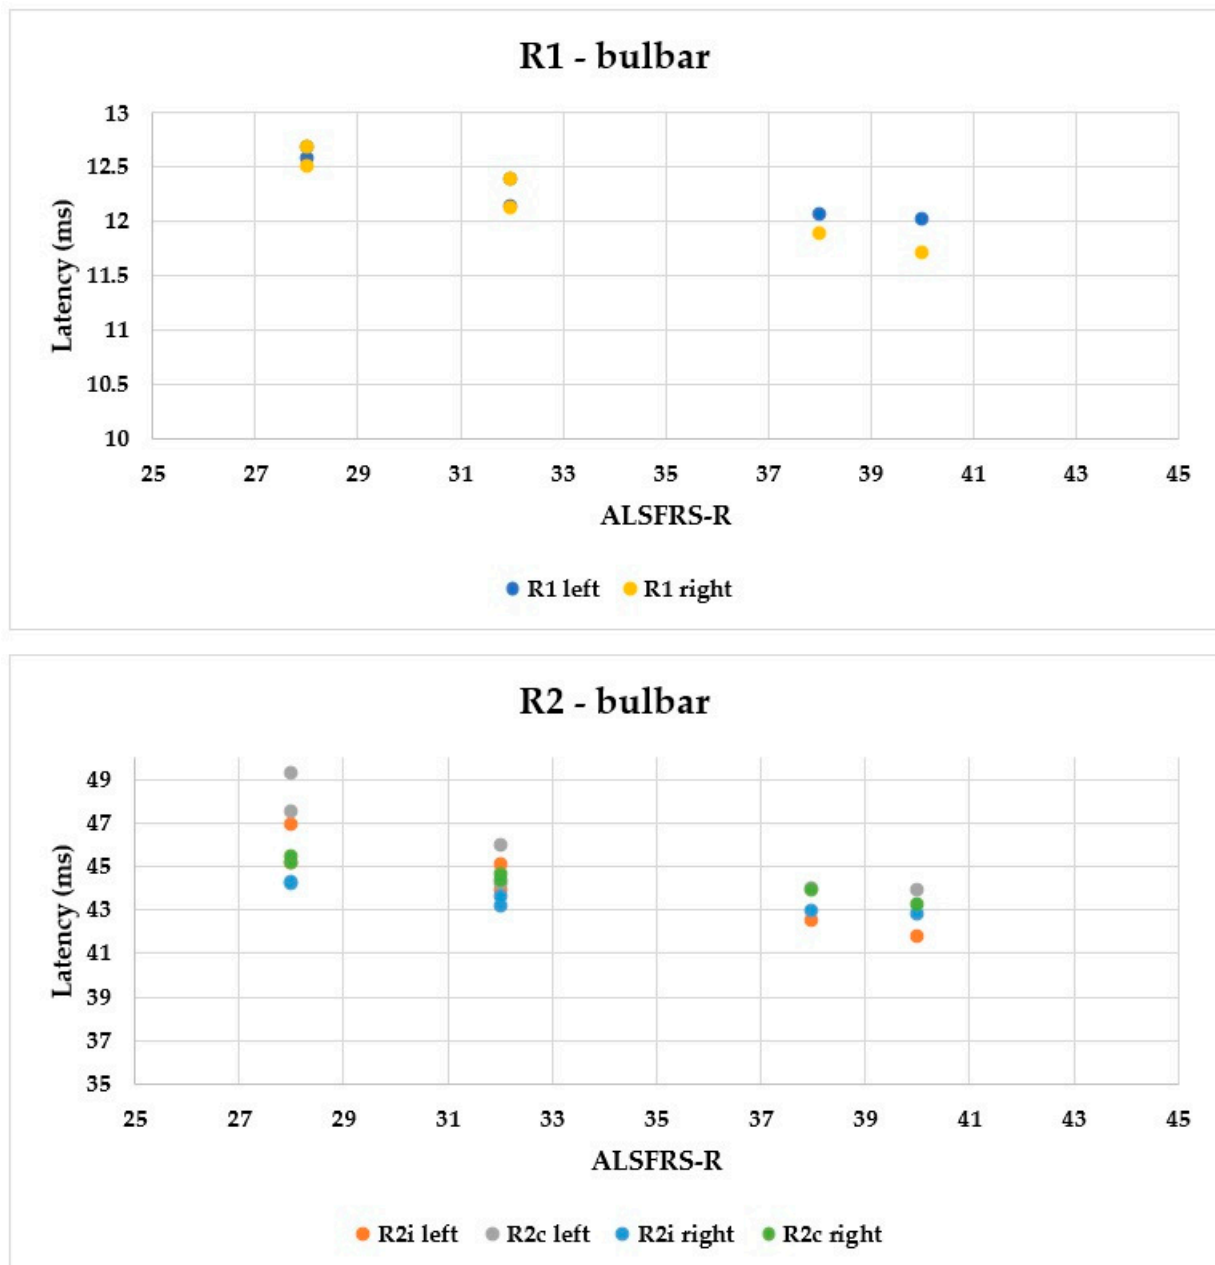 R1 - bulbar
13
12.5
12
11.5
11
10.5
10
Latency (ms)
25 27 29 31 33 35 37 39 41 43 45
ALSFRS-R
R1 left R1 right
R2 - bulbar
49
47
45
43
41
39
37
35
Latency (ms)
25 27 29 31 33 35 37 39 41 43 45
ALSFRS-R
R2i left R2c left R2i right R2c right